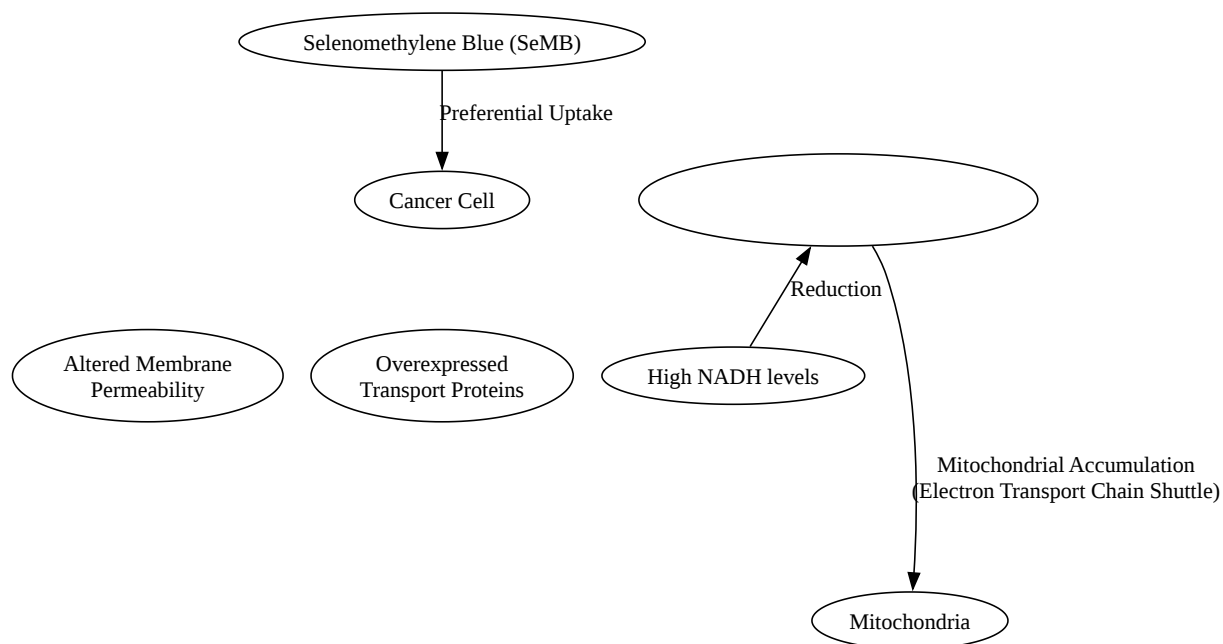 Selenomethylene Blue (SeMB)
Preferential Uptake
Cancer Cell
Reduction
Altered Membrane
Permeability
Overexpressed
Transport Proteins
High NADH levels
Mitochondrial Accumulation
(Electron Transport Chain Shuttle)
Mitochondria